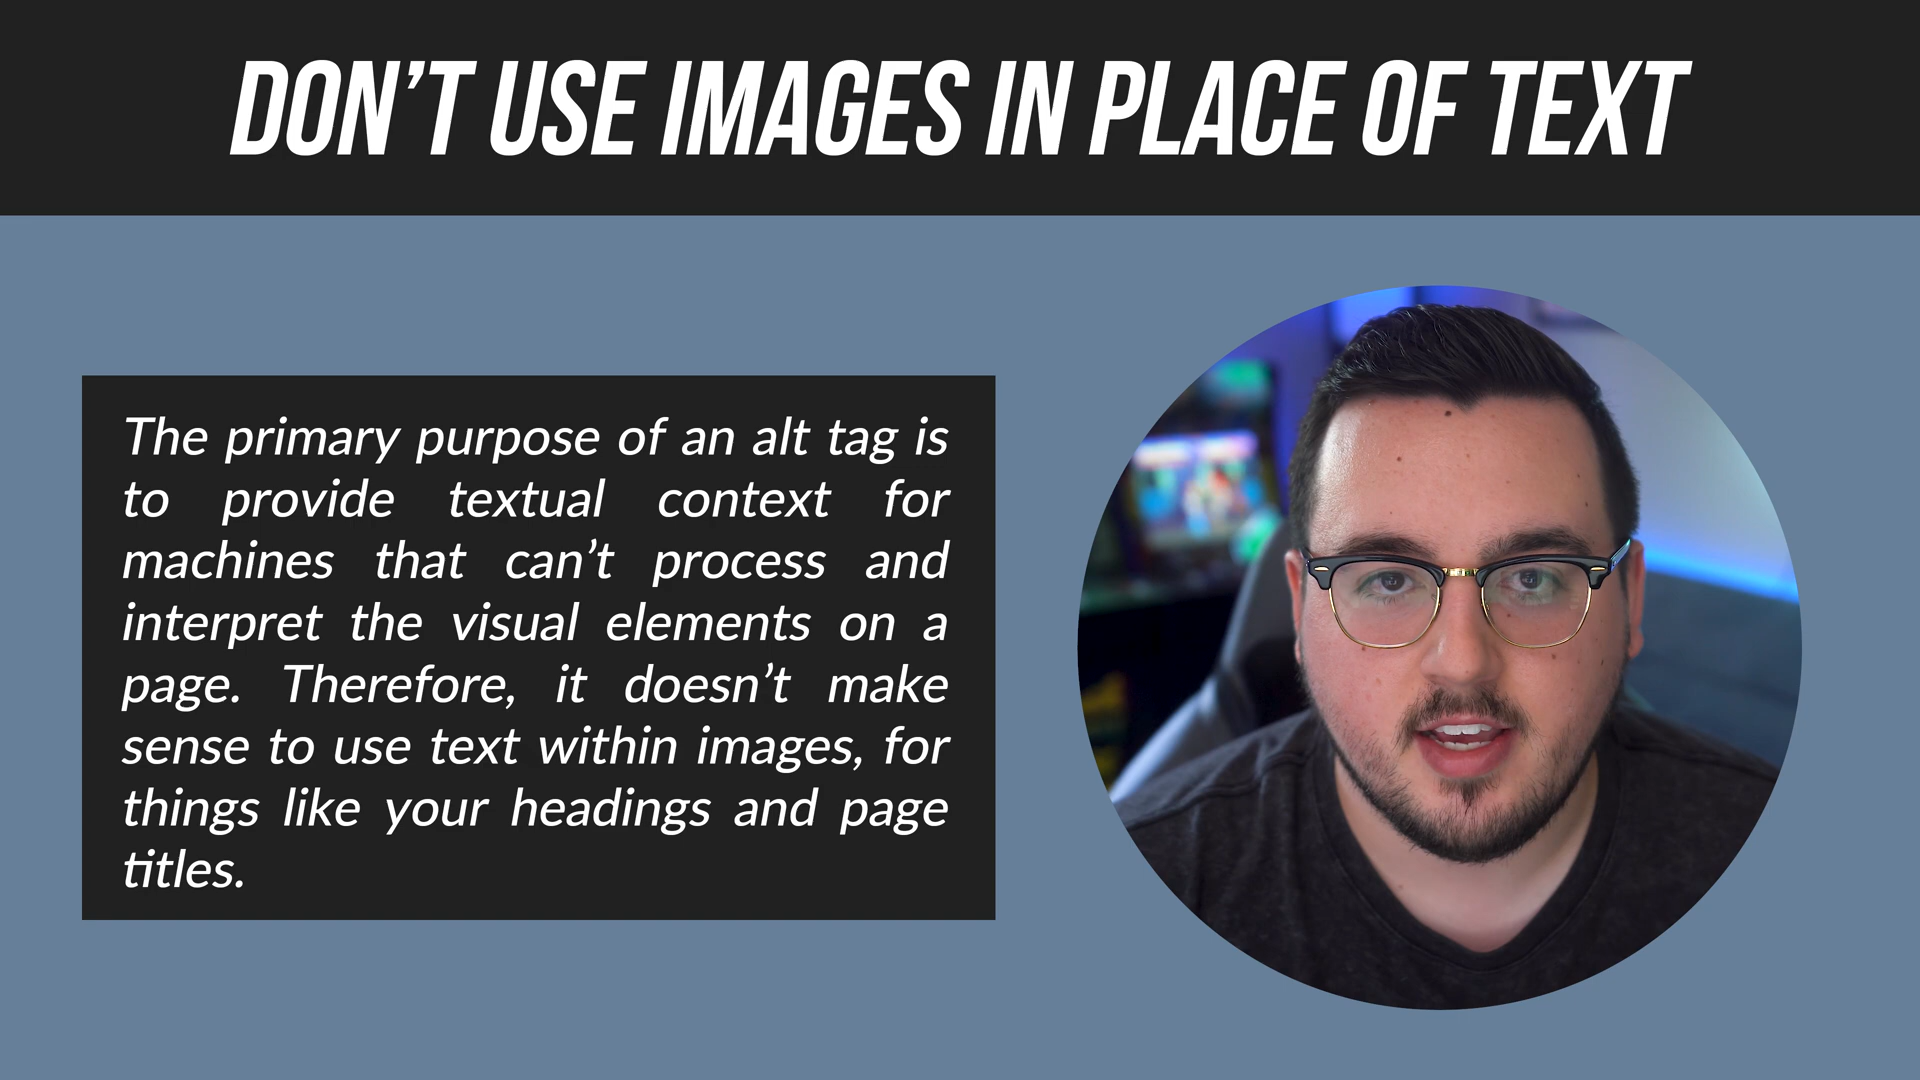 DON’T USE IMAGES IN PLACE OF TEXT
The primary purpose of an alt tag is
to provide textual context for
machines that can’t process and
interpret the visual elements on a
page. Therefore, it doesn’t make
sense to use text within images, for
things like your headings and page
titles.